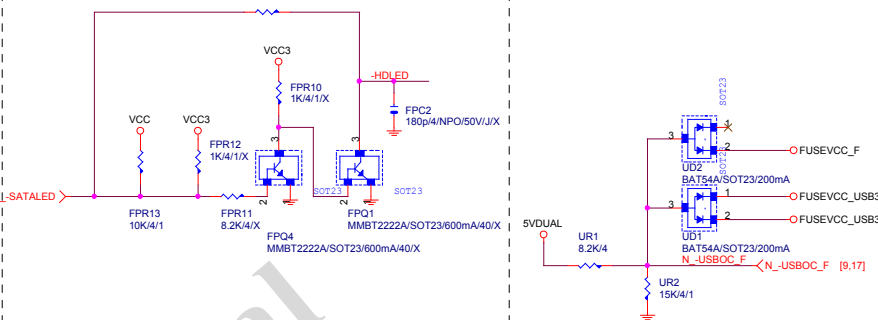 VCC3
-HDLED
FPR10
1K/4/1/X
FPC2
180p/4/NPO/50V/J/X
VCC
VCC3
FPR12
1K/4/1/X
3
3
-SATALED
2
SOT23
2
SOT23
FPR13
10K/4/1
FPR11
8.2K/4/X
FPQ1
MMBT2222A/SOT23/600mA/40/X
FPQ4
MMBT2222A/SOT23/600mA/40/X
SOT23
1
3
2
FUSEVCC_F
UD2
BAT54A/SOT23/200mA
SOT23
1
FUSEVCC_USB3
3
2
FUSEVCC_USB3
UD1
BAT54A/SOT23/200mA
5VDUAL
UR1
8.2K/4
N_-USBOC_F
N_-USBOC_F [9,17]
UR2
15K/4/1